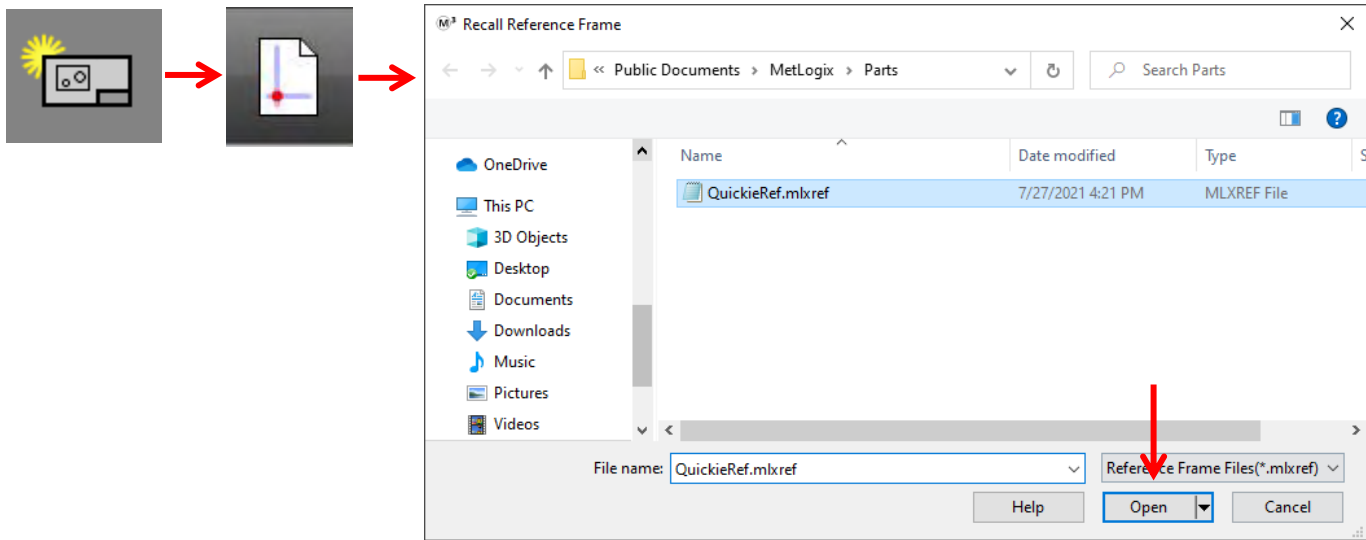 M³ Recall Reference Frame
« Public Documents › MetLogix › Parts
Search Parts
Name Date modified Type S
OneDrive
QuickieRef.mlxref 7/27/2021 4:21 PM MLXREF File
This PC
3D Objects
Desktop
Documents
Downloads
Music
Pictures
Videos
File name: QuickieRef.mlxref Reference Frame Files(*.mlxref)
Help Open Cancel